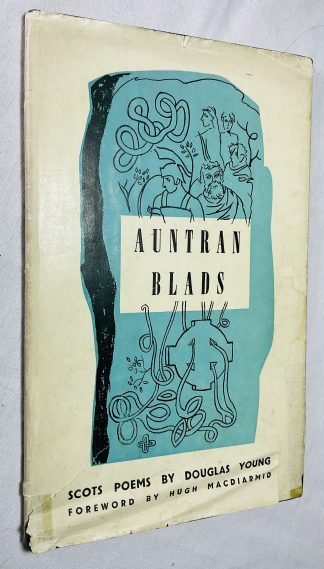 AUNTRAN
BLADS
SCOTS POEMS BY DOUGLAS YOUNG
FOREWORD BY HUGH MACDIARMID